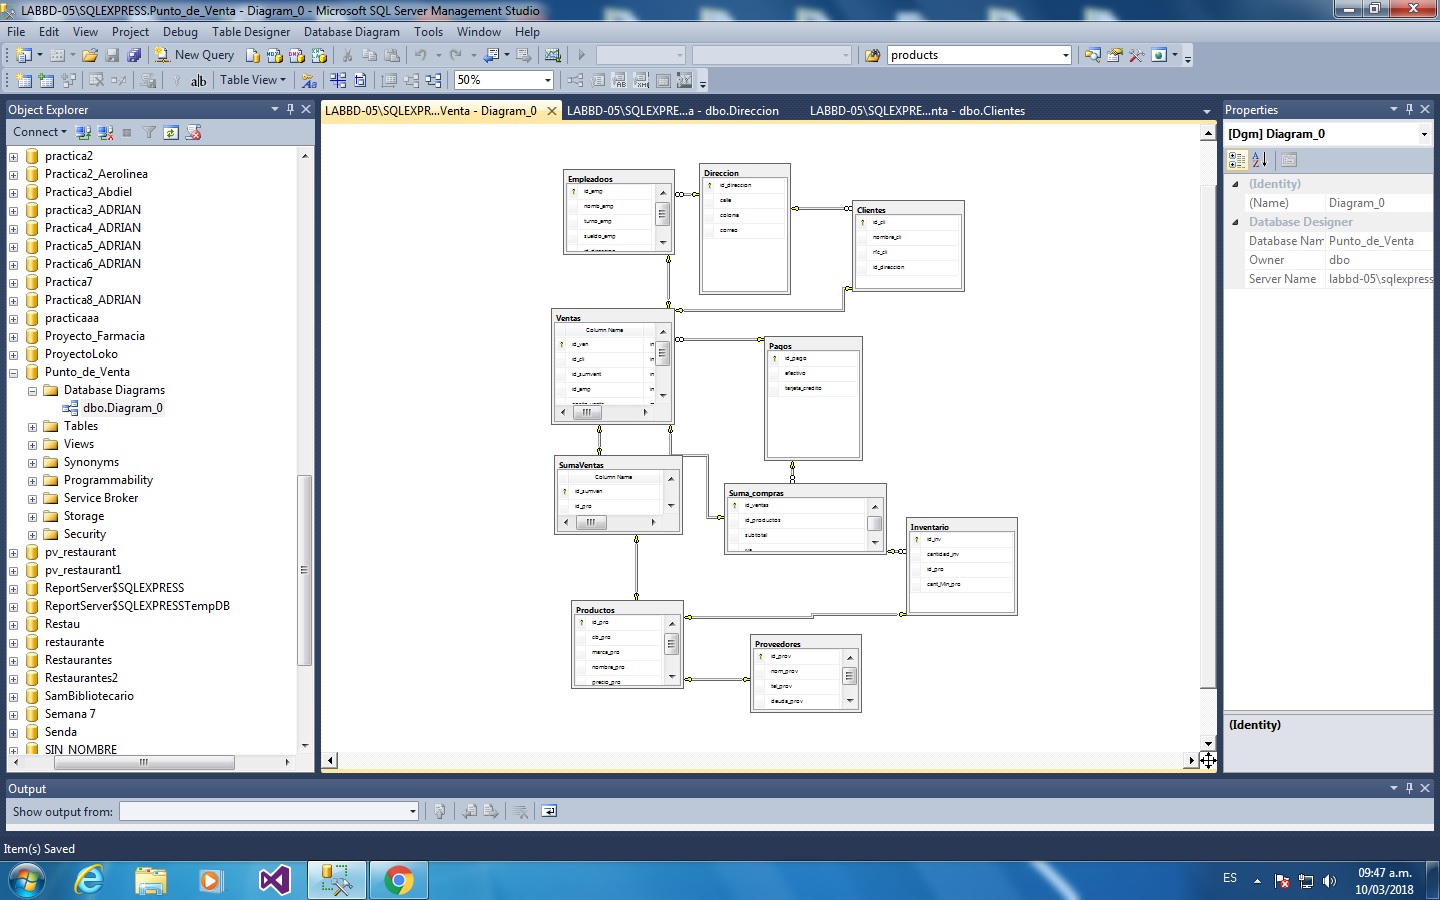 LABBD-05\SQLEXPRESS.Punto_de_Venta - Diagram_0 - Microsoft SQL Server Management Studio
File Edit View Project Debug Table Designer Database Diagram Tools Window Help
New Query
products
Table View
50%
Object Explorer
Connect
practica2
Practica2_Aerolinea
Practica3_Abdiel
practica3_ADRIAN
Practica4_ADRIAN
Practica5_ADRIAN
Practica6_ADRIAN
Practica7
Practica8_ADRIAN
practicaaa
Proyecto_Farmacia
ProyectoLoko
Punto_de_Venta
Database Diagrams
dbo.Diagram_0
Tables
Views
Synonyms
Programmability
Service Broker
Storage
Security
pv_restaurant
pv_restaurant1
ReportServer$SQLEXPRESS
ReportServer$SQLEXPRESSTempDB
Restau
restaurante
Restaurantes
Restaurantes2
SamBibliotecario
Semana 7
Senda
SIN_NOMBRE
LABBD-05\SQLEXPR...Venta - Diagram_0
LABBD-05\SQLEXPRE...a - dbo.Direccion
LABBD-05\SQLEXPRE...nta - dbo.Clientes
Empleadoos
id_emp
nomb_emp
turno_emp
sueldo_emp
id_direccion
Direccion
id_direccion
calle
colonia
correo
Clientes
id_cli
nombre_cli
rfc_cli
id_direccion
Ventas
Column Name
id_ven
id_cli
id_sumvent
id_emp
Pagos
id_pago
efectivo
tarjeta_credito
SumaVentas
Column Name
id_sumven
id_pro
Suma_compras
id_ventas
id_productos
subtotal
iva
Inventario
id_inv
cantidad_inv
id_pro
cant_Min_pro
Productos
id_pro
cb_pro
marca_pro
nombre_pro
precio_pro
Proveedores
id_prov
nom_prov
tel_prov
deuda_prov
Properties
[Dgm] Diagram_0
(Identity)
(Name) Diagram_0
Database Designer
Database Nam Punto_de_Venta
Owner dbo
Server Name labbd-05\sqlexpress
(Identity)
Output
Show output from:
Item(s) Saved
ES
09:47 a.m.
10/03/2018